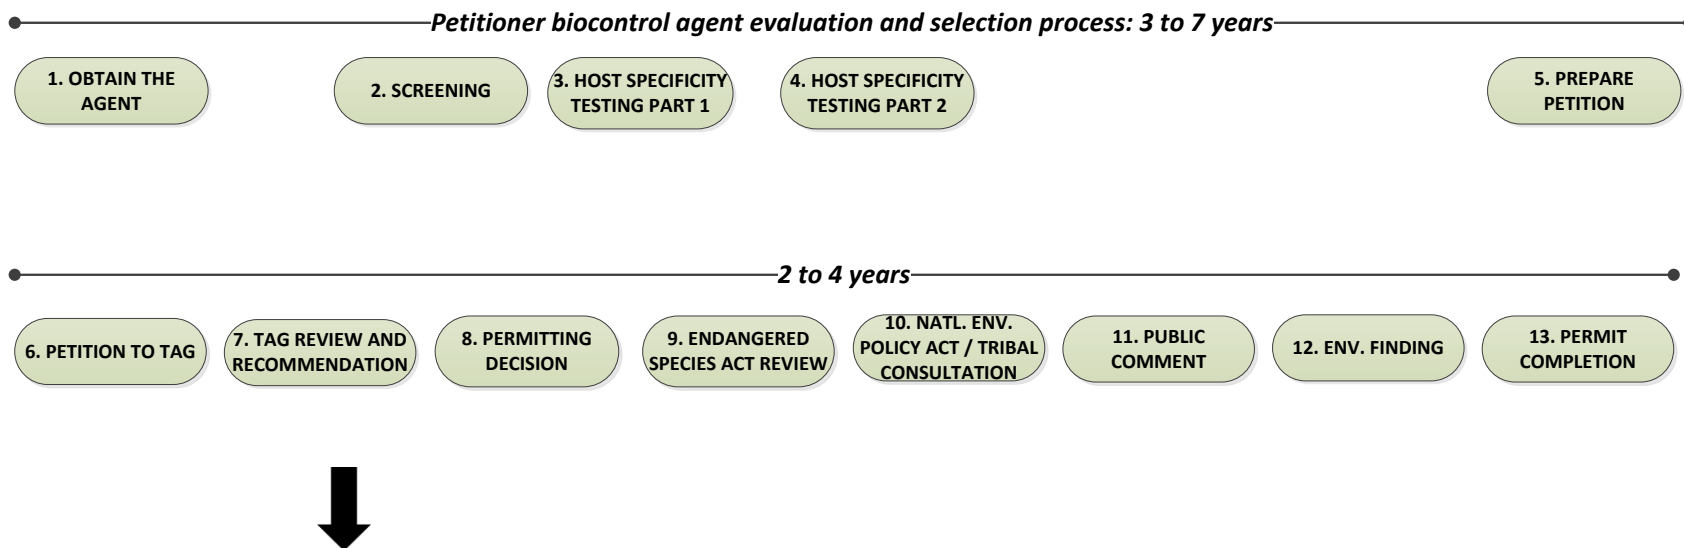 Petitioner biocontrol agent evaluation and selection process: 3 to 7 years
1. OBTAIN THE
AGENT
2. SCREENING
3. HOST SPECIFICITY
TESTING PART 1
4. HOST SPECIFICITY
TESTING PART 2
5. PREPARE
PETITION
2 to 4 years
6. PETITION TO TAG
7. TAG REVIEW AND
RECOMMENDATION
8. PERMITTING
DECISION
9. ENDANGERED
SPECIES ACT REVIEW
10. NATL. ENV.
POLICY ACT / TRIBAL
CONSULTATION
11. PUBLIC
COMMENT
12. ENV. FINDING
13. PERMIT
COMPLETION